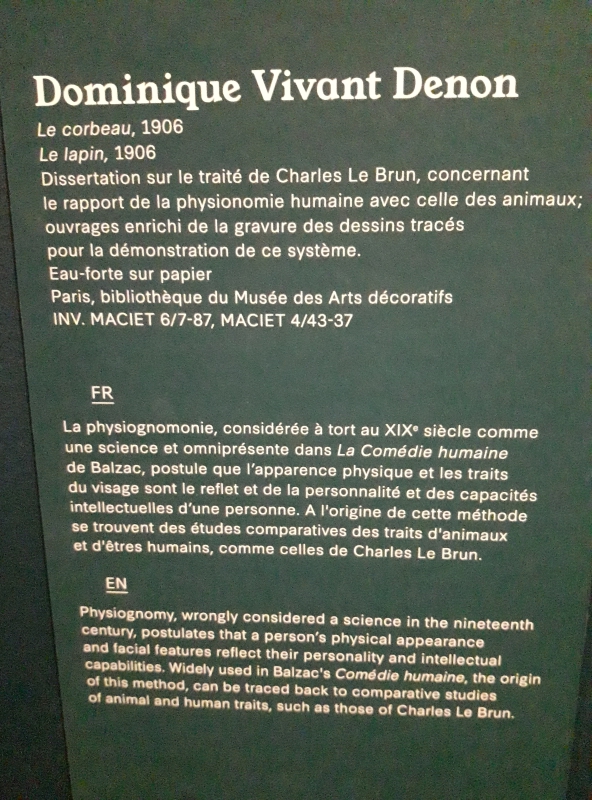 Dominique Vivant Denon
Le corbeau, 1906
Le lapin, 1906
Dissertation sur le traité de Charles Le Brun, concernant
le rapport de la physionomie humaine avec celle des animaux;
ouvrages enrichi de la gravure des dessins tracés
pour la démonstration de ce système.
Eau-forte sur papier
Paris, bibliothèque du Musée des Arts décoratifs
INV. MACIET 6/7-87, MACIET 4/43-37
FR
La physiognomonie, considérée à tort au XIXᵉ siècle comme
une science et omniprésente dans La Comédie humaine
de Balzac, postule que l'apparence physique et les traits
du visage sont le reflet et de la personnalité et des capacités
intellectuelles d'une personne. A l'origine de cette méthode
se trouvent des études comparatives des traits d'animaux
et d'êtres humains, comme celles de Charles Le Brun.
EN
Physiognomy, wrongly considered a science in the nineteenth
century, postulates that a person's physical appearance
and facial features reflect their personality and intellectual
capabilities. Widely used in Balzac's Comédie humaine, the origin
of this method, can be traced back to comparative studies
of animal and human traits, such as those of Charles Le Brun.